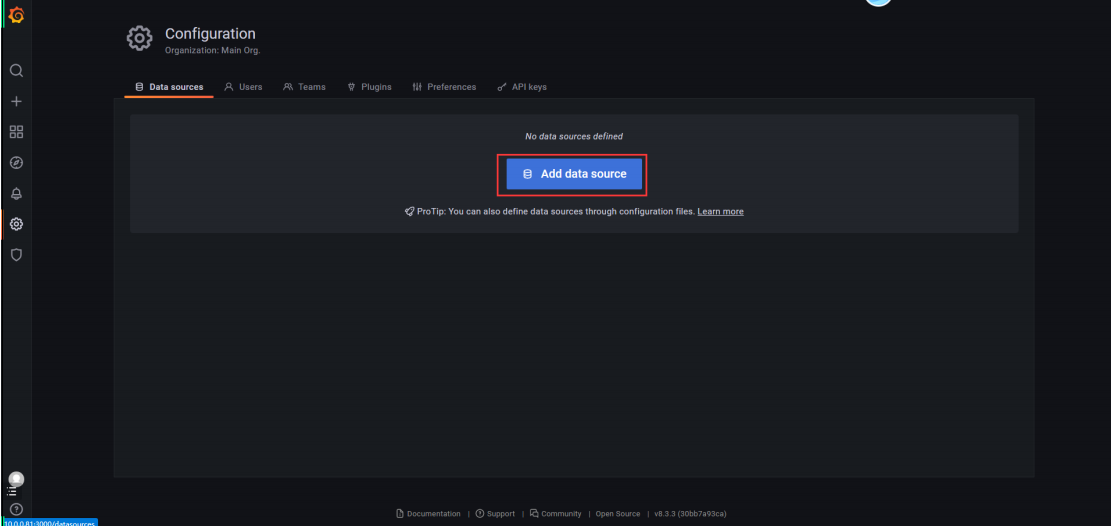 Configuration
Organization: Main Org.
Data sources Users Teams Plugins Preferences API keys
No data sources defined
Add data source
ProTip: You can also define data sources through configuration files. Learn more
Documentation | Support | Community | Open Source | v8.3.3 (30bb7a93ca)
10.0.0.81:3000/datasources